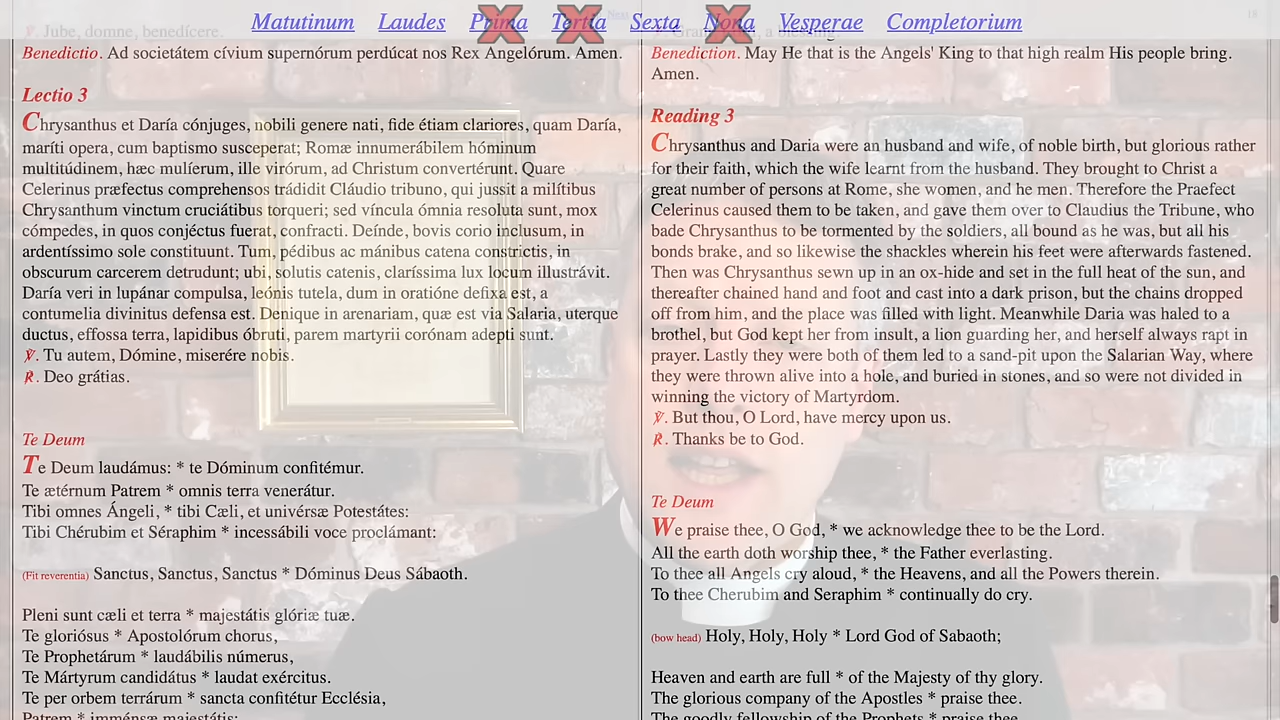 Matutinum Laudes Prima Tertia Sexta Nona Vesperae Completorium
℣. Jube, domne, benedícere.
Benedictio. Ad societátem cívium supernórum perdúcat nos Rex Angelórum. Amen.
Lectio 3
Chrysanthus et Daría cónjuges, nobili genere nati, fide étiam clariores, quam Daría,
maríti opera, cum baptismo susceperat; Romæ innumerábilem hóminum
multitúdinem, hæc mulíerum, ille virórum, ad Christum convertérunt. Quare
Celerinus præfectus comprehensos trádidit Cláudio tribuno, qui jussit a milítibus
Chrysanthum vinctum cruciátibus torqueri; sed víncula ómnia resoluta sunt, mox
cómpedes, in quos conjéctus fuerat, confracti. Deínde, bovis corio inclusum, in
ardentíssimo sole constituunt. Tum, pédibus ac mánibus catena constrictis, in
obscurum carcerem detrudunt; ubi, solutis catenis, claríssima lux locum illustrávit.
Daría veri in lupánar compulsa, leónis tutela, dum in oratióne defixa est, a
contumelia divinitus defensa est. Denique in arenariam, quæ est via Salaria, uterque
ductus, effossa terra, lapidibus óbruti, parem martyrii corónam adepti sunt.
℣. Tu autem, Dómine, miserére nobis.
℟. Deo grátias.
Te Deum
Te Deum laudámus: * te Dóminum confitémur.
Te ætérnum Patrem * omnis terra venerátur.
Tibi omnes Ángeli, * tibi Cæli, et univérsæ Potestátes:
Tibi Chérubim et Séraphim * incessábili voce proclámant:
(Fit reverentia) Sanctus, Sanctus, Sanctus * Dóminus Deus Sábaoth.
Pleni sunt cæli et terra * majestátis glóriæ tuæ.
Te gloriósus * Apostolórum chorus,
Te Prophetárum * laudábilis númerus,
Te Mártyrum candidátus * laudat exércitus.
Te per orbem terrárum * sancta confitétur Ecclésia,
Patrem * imménsæ majestátis:
Benediction. May He that is the Angels' King to that high realm His people bring.
Amen.
Reading 3
Chrysanthus and Daria were an husband and wife, of noble birth, but glorious rather
for their faith, which the wife learnt from the husband. They brought to Christ a
great number of persons at Rome, she women, and he men. Therefore the Praefect
Celerinus caused them to be taken, and gave them over to Claudius the Tribune, who
bade Chrysanthus to be tormented by the soldiers, all bound as he was, but all his
bonds brake, and so likewise the shackles wherein his feet were afterwards fastened.
Then was Chrysanthus sewn up in an ox-hide and set in the full heat of the sun, and
thereafter chained hand and foot and cast into a dark prison, but the chains dropped
off from him, and the place was filled with light. Meanwhile Daria was haled to a
brothel, but God kept her from insult, a lion guarding her, and herself always rapt in
prayer. Lastly they were both of them led to a sand-pit upon the Salarian Way, where
they were thrown alive into a hole, and buried in stones, and so were not divided in
winning the victory of Martyrdom.
℣. But thou, O Lord, have mercy upon us.
℟. Thanks be to God.
Te Deum
We praise thee, O God, * we acknowledge thee to be the Lord.
All the earth doth worship thee, * the Father everlasting.
To thee all Angels cry aloud, * the Heavens, and all the Powers therein.
To thee Cherubim and Seraphim * continually do cry.
(bow head) Holy, Holy, Holy * Lord God of Sabaoth;
Heaven and earth are full * of the Majesty of thy glory.
The glorious company of the Apostles * praise thee.
The goodly fellowship of the Prophets * praise thee.